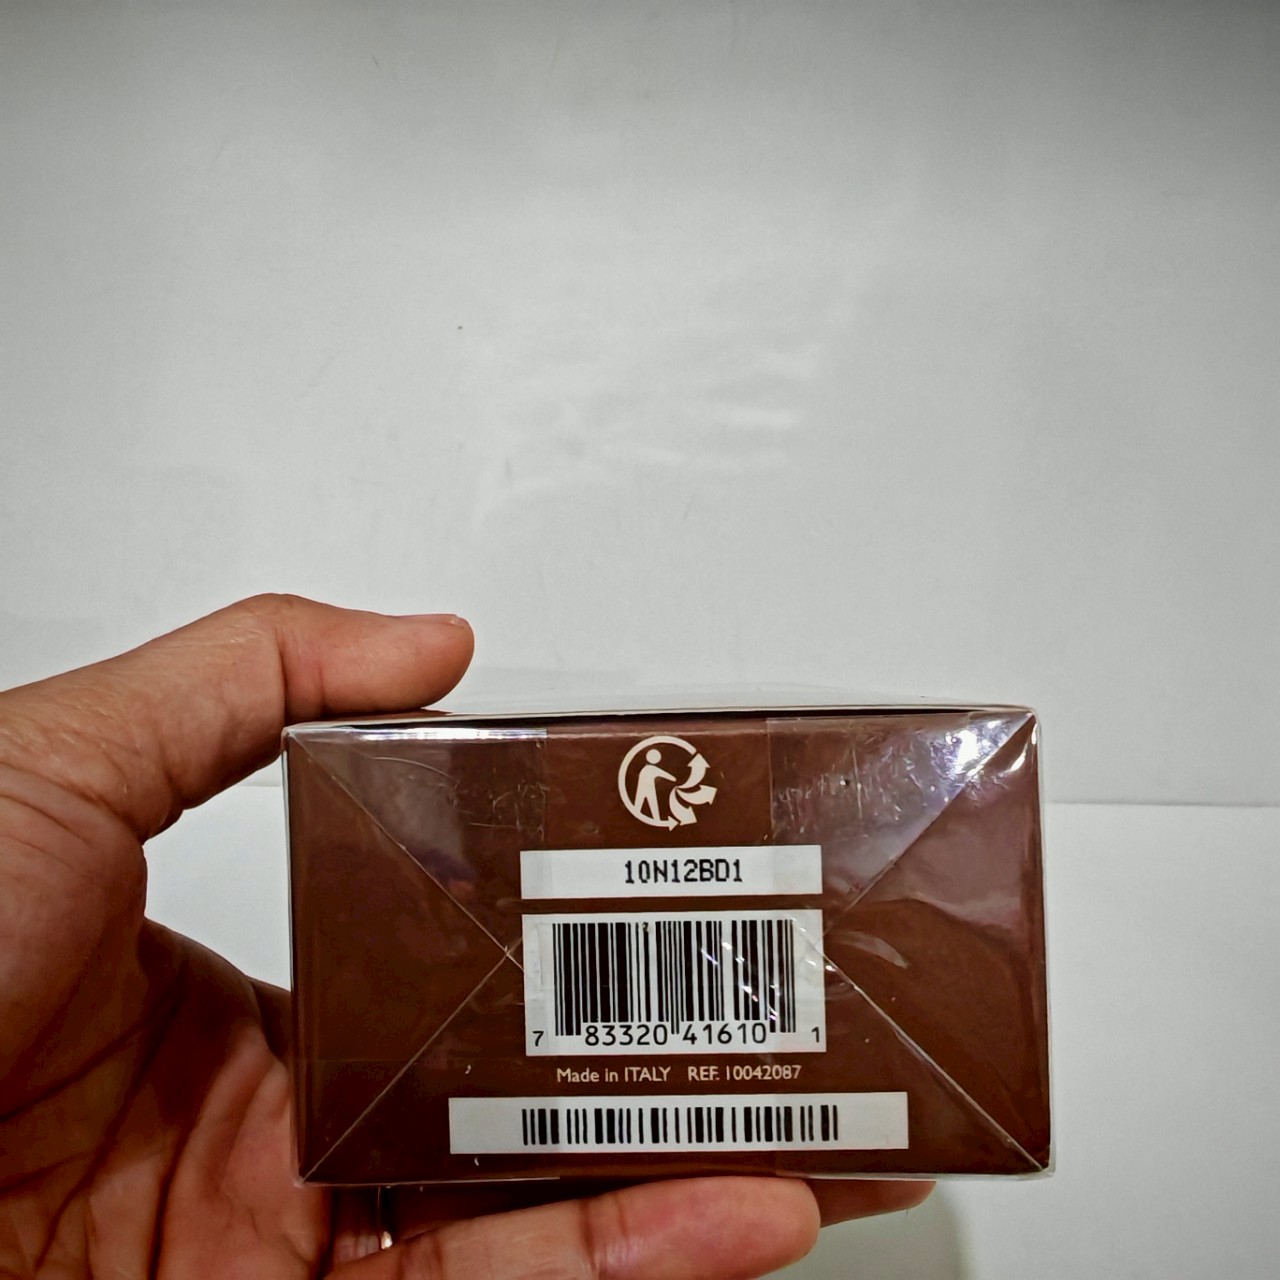 10N12BD1
7 83320 41610 1
Made in ITALY REF. 10042087